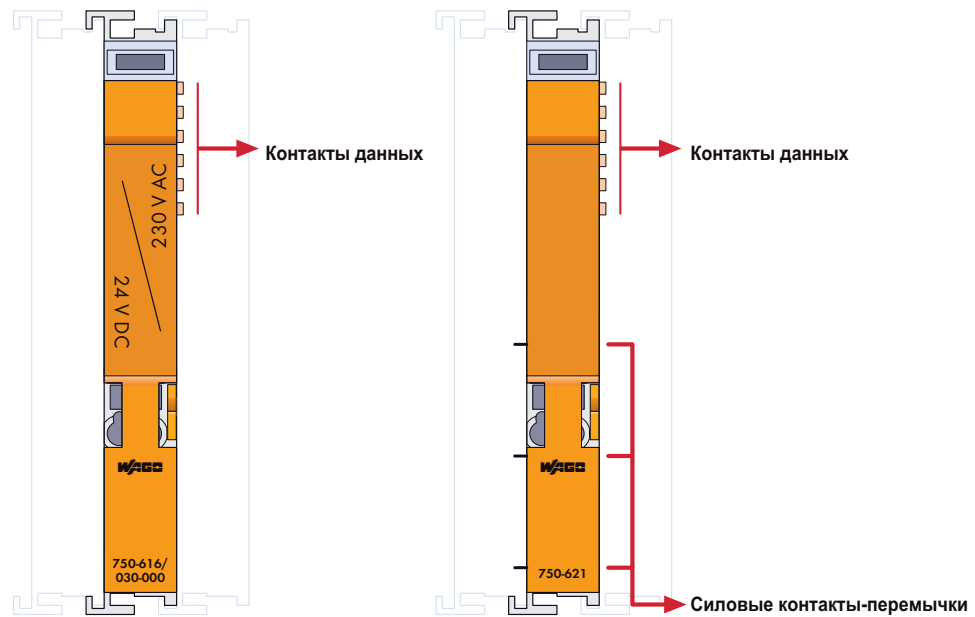 Контакты данных
230 V AC
24 V DC
WAGO
750-616/
030-000
Контакты данных
WAGO
750-621
Силовые контакты-перемычки